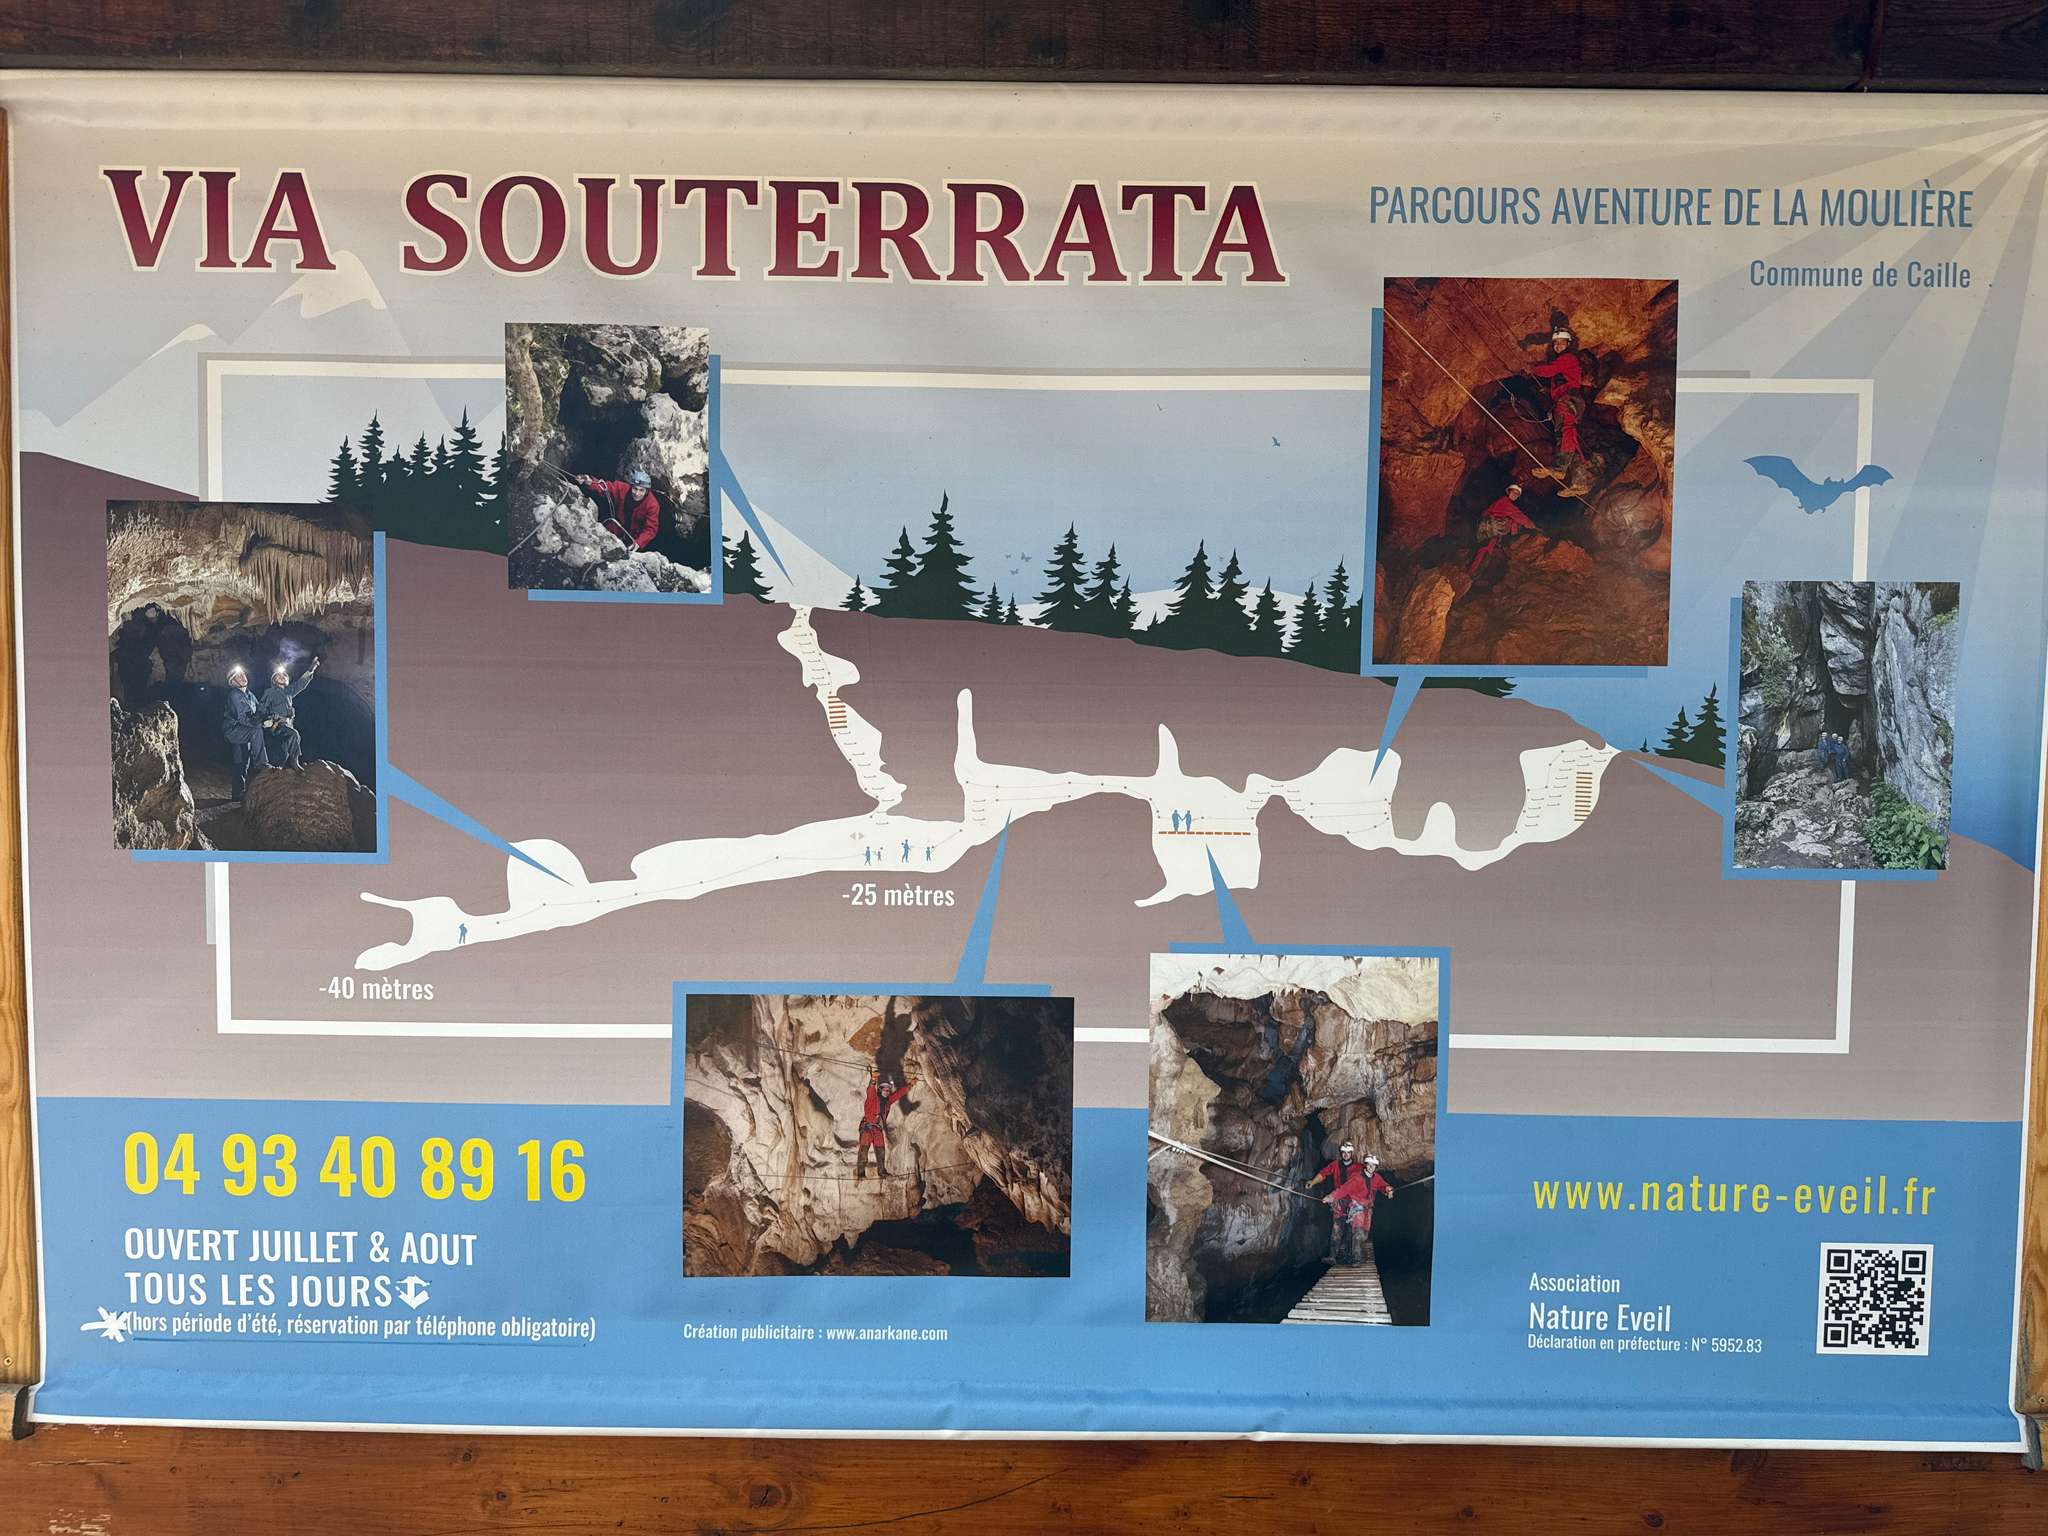 VIA SOUTERRATA
PARCOURS AVENTURE DE LA MOULIÈRE
Commune de Caille
-25 mètres
-40 mètres
04 93 40 89 16
OUVERT JUILLET & AOUT
TOUS LES JOURS
(hors période d'été, réservation par téléphone obligatoire)
Création publicitaire : www.anarkane.com
www.nature-eveil.fr
Association
Nature Eveil
Déclaration en préfecture : N° 5952.83